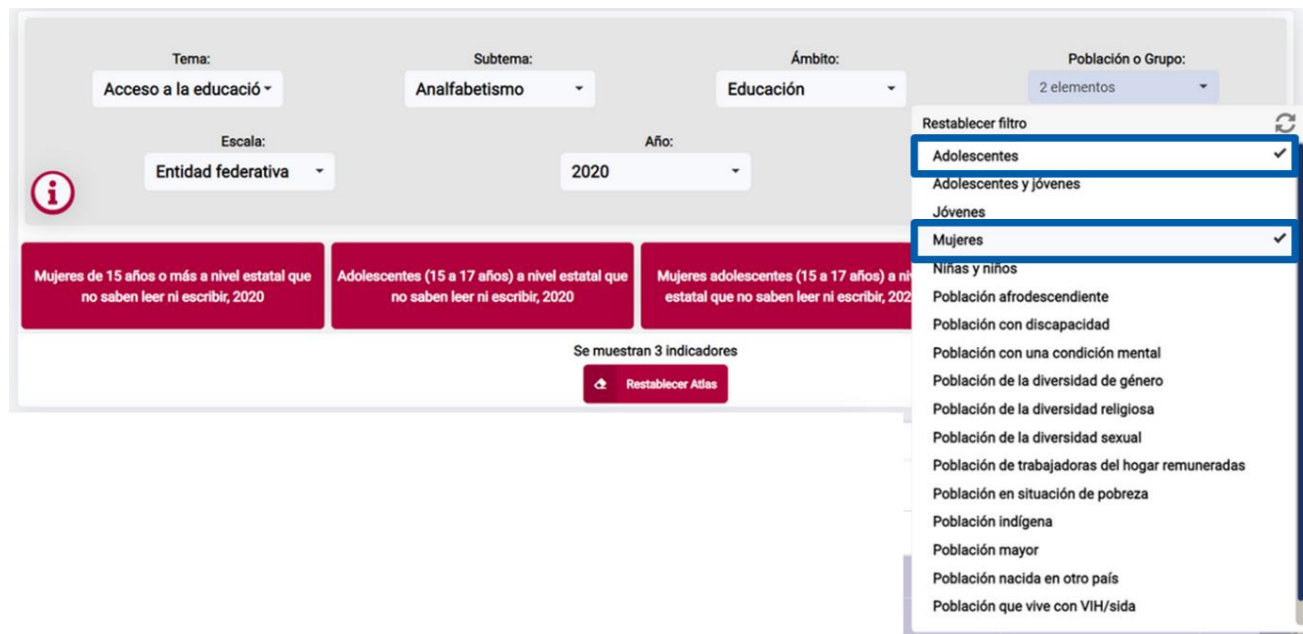 Tema:
Subtema:
Ámbito:
Población o Grupo:
Acceso a la educació
Analfabetismo
Educación
2 elementos
Escala:
Año:
Entidad federativa
2020
Restablecer filtro
Adolescentes
Adolescentes y jóvenes
Jóvenes
Mujeres
Niñas y niños
Población afrodescendiente
Población con discapacidad
Población con una condición mental
Población de la diversidad de género
Población de la diversidad religiosa
Población de la diversidad sexual
Población de trabajadoras del hogar remuneradas
Población en situación de pobreza
Población indígena
Población mayor
Población nacida en otro país
Población que vive con VIH/sida
Mujeres de 15 años o más a nivel estatal que
no saben leer ni escribir, 2020
Adolescentes (15 a 17 años) a nivel estatal que
no saben leer ni escribir, 2020
Mujeres adolescentes (15 a 17 años) a ni
estatal que no saben leer ni escribir, 202
Se muestran 3 indicadores
Restablecer Atlas